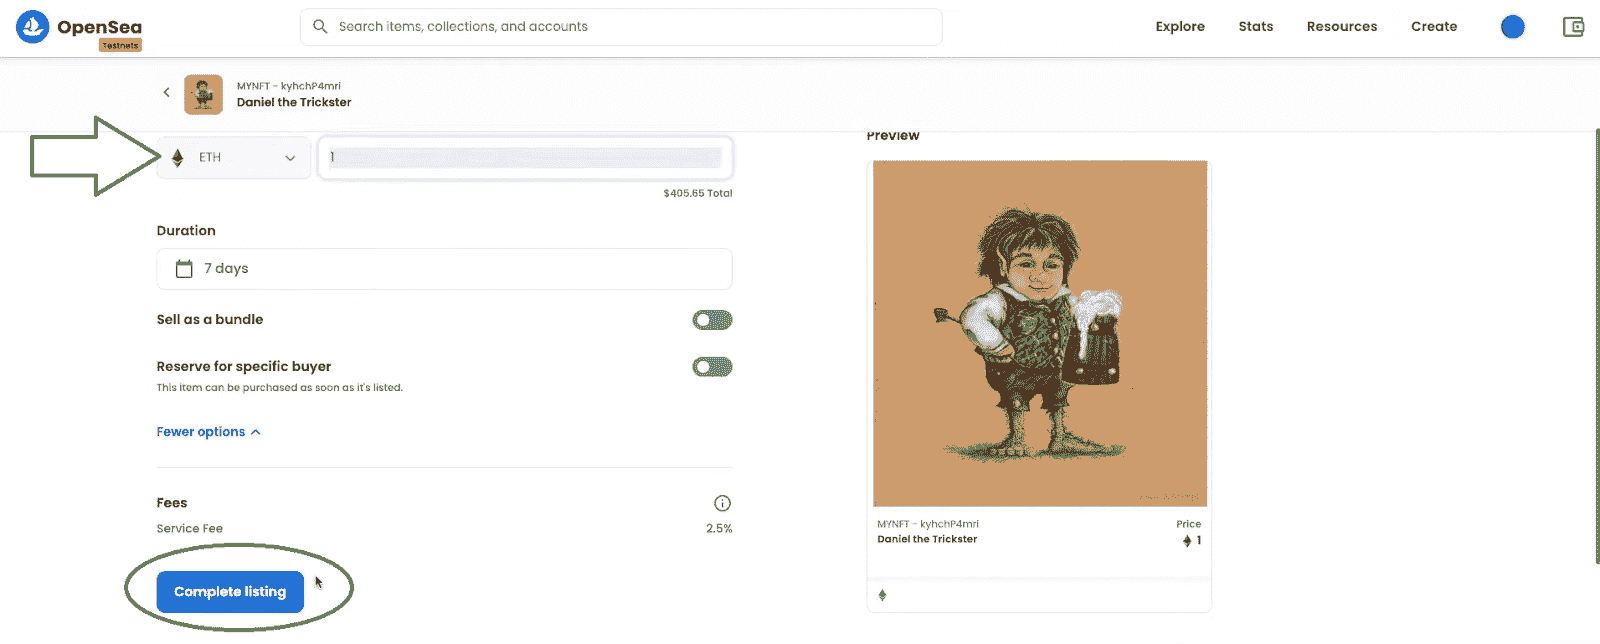 OpenSea
Testnets
Search items, collections, and accounts
Explore
Stats
Resources
Create
MYNFT - kyhchP4mri
Daniel the Trickster
ETH
1
$405.65 Total
Duration
7 days
Sell as a bundle
Reserve for specific buyer
This item can be purchased as soon as it's listed.
Fewer options
Fees
Service Fee
2.5%
Complete listing
Preview
MYNFT - kyhchP4mri
Price
Daniel the Trickster
1